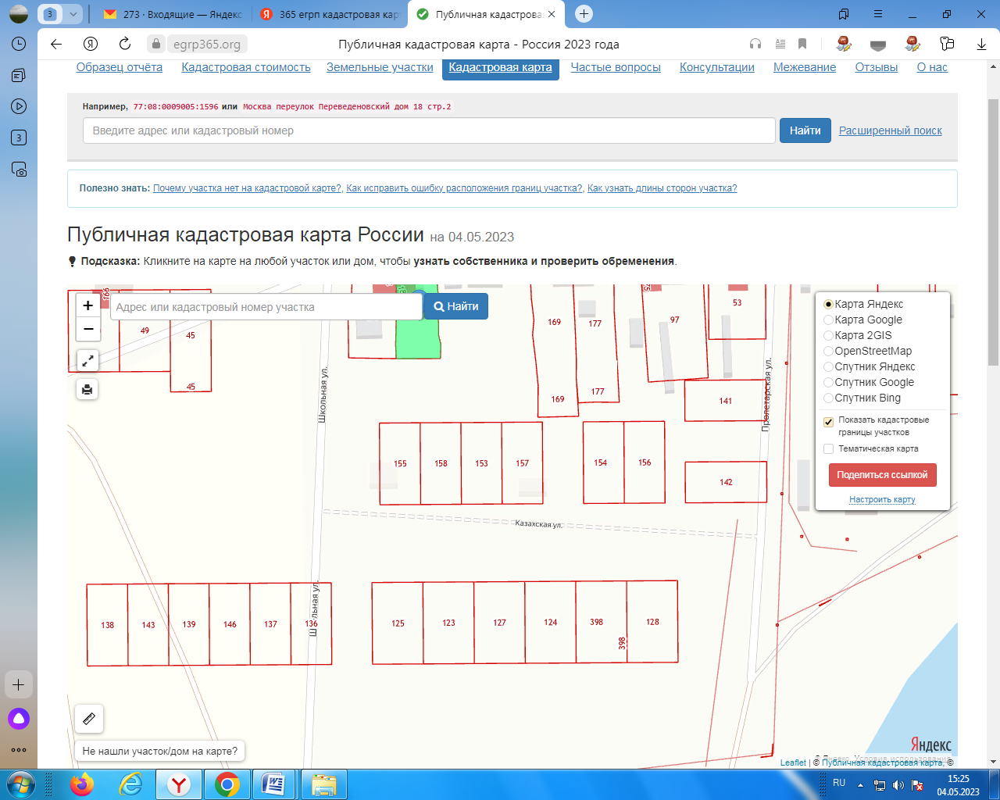 3
273 · Входящие — Яндекс
365 егрп кадастровая кар
Публичная кадастрова
egrp365.org
Публичная кадастровая карта - Россия 2023 года
Образец отчёта
Кадастровая стоимость
Земельные участки
Кадастровая карта
Частые вопросы
Консультации
Межевание
Отзывы
О нас
Например, 77:08:0009005:1596 или Москва переулок Переведеновский дом 18 стр.2
Введите адрес или кадастровый номер
Найти
Расширенный поиск
Полезно знать: Почему участка нет на кадастровой карте?, Как исправить ошибку расположения границ участка?, Как узнать длины сторон участка?
Публичная кадастровая карта России на 04.05.2023
Подсказка: Кликните на карте на любой участок или дом, чтобы узнать собственника и проверить обременения.
+
−
Адрес или кадастровый номер участка
Найти
166
49
45
45
169
177
97
53
169
177
141
Школьная ул.
Пролетарская ул.
155
158
153
157
154
156
142
Казахская ул.
138
143
139
146
137
136
125
123
127
124
398
398
128
Карта Яндекс
Карта Google
Карта 2GIS
OpenStreetMap
Спутник Яндекс
Спутник Google
Спутник Bing
Показать кадастровые
границы участков
Тематическая карта
Поделиться ссылкой
Настроить карту
Не нашли участок/дом на карте?
Яндекс
© Яндекс Условия использования
Leaflet | © Публичная кадастровая карта, ©
3
RU
15:25
04.05.2023